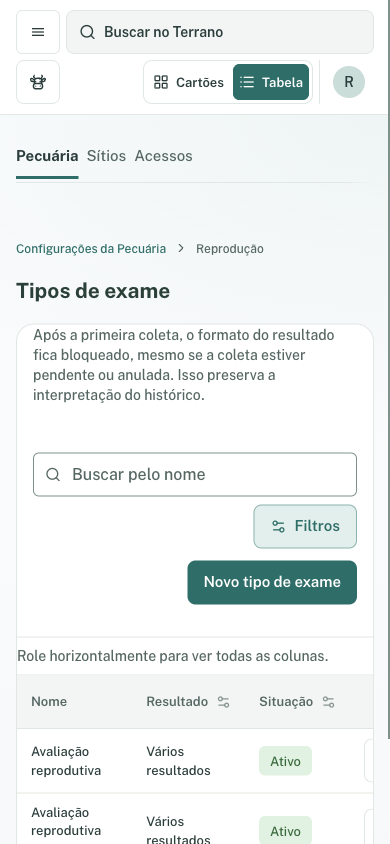 Buscar no Terrano
Cartões
Tabela
R
Pecuária
Sítios
Acessos
Configurações da Pecuária
Reprodução
Tipos de exame
Após a primeira coleta, o formato do resultado
fica bloqueado, mesmo se a coleta estiver
pendente ou anulada. Isso preserva a
interpretação do histórico.
Buscar pelo nome
Filtros
Novo tipo de exame
Role horizontalmente para ver todas as colunas.
Nome
Resultado
Situação
Avaliação
reprodutiva
Vários
resultados
Ativo
Avaliação
reprodutiva
Vários
resultados
Ativo